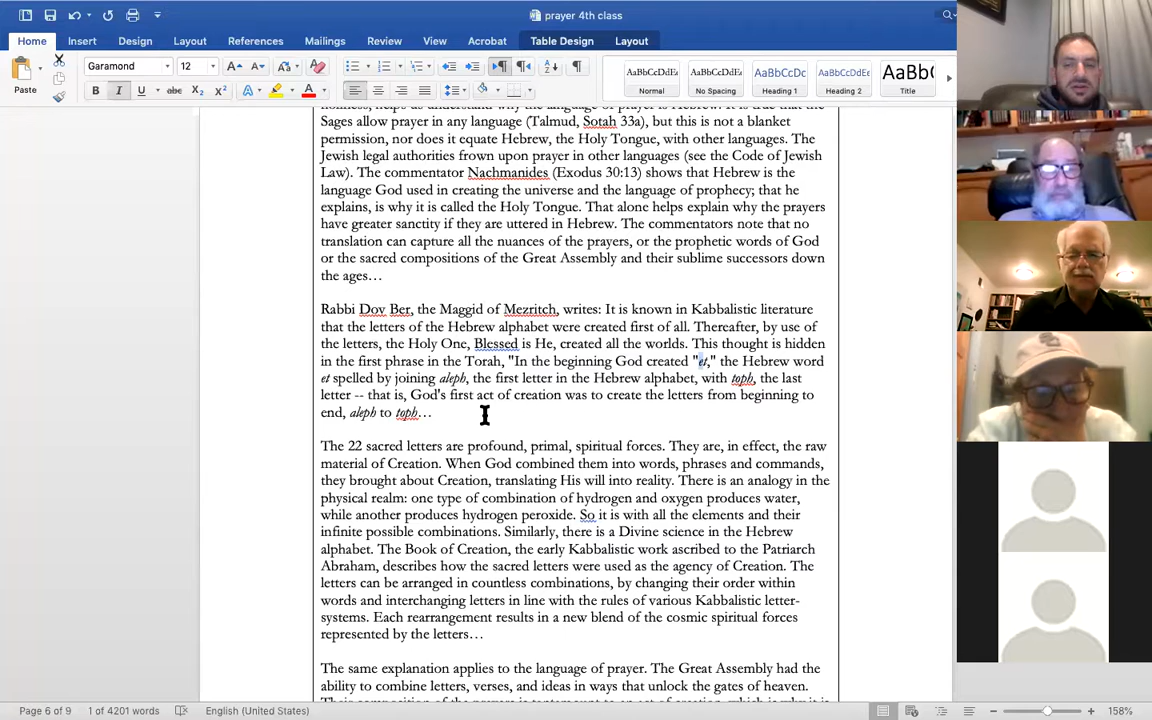 prayer 4th class
Home Insert Design Layout References Mailings Review View Acrobat Table Design Layout
Paste Garamond 12 AaBbCcDdEe AaBbCcDdEe AaBbCcDc AaBbCcDdEe AaBb
Normal No Spacing Heading 1 Heading 2 Title
Sages allow prayer in any language (Talmud, Sotah 33a), but this is not a blanket
permission, nor does it equate Hebrew, the Holy Tongue, with other languages. The
Jewish legal authorities frown upon prayer in other languages (see the Code of Jewish
Law). The commentator Nachmanides (Exodus 30:13) shows that Hebrew is the
language God used in creating the universe and the language of prophecy; that he
explains, is why it is called the Holy Tongue. That alone helps explain why the prayers
have greater sanctity if they are uttered in Hebrew. The commentators note that no
translation can capture all the nuances of the prayers, or the prophetic words of God
or the sacred compositions of the Great Assembly and their sublime successors down
the ages…
Rabbi Dov Ber, the Maggid of Mezritch, writes: It is known in Kabbalistic literature
that the letters of the Hebrew alphabet were created first of all. Thereafter, by use of
the letters, the Holy One, Blessed is He, created all the worlds. This thought is hidden
in the first phrase in the Torah, "In the beginning God created "et," the Hebrew word
et spelled by joining aleph, the first letter in the Hebrew alphabet, with toph, the last
letter -- that is, God's first act of creation was to create the letters from beginning to
end, aleph to toph…
The 22 sacred letters are profound, primal, spiritual forces. They are, in effect, the raw
material of Creation. When God combined them into words, phrases and commands,
they brought about Creation, translating His will into reality. There is an analogy in the
physical realm: one type of combination of hydrogen and oxygen produces water,
while another produces hydrogen peroxide. So it is with all the elements and their
infinite possible combinations. Similarly, there is a Divine science in the Hebrew
alphabet. The Book of Creation, the early Kabbalistic work ascribed to the Patriarch
Abraham, describes how the sacred letters were used as the agency of Creation. The
letters can be arranged in countless combinations, by changing their order within
words and interchanging letters in line with the rules of various Kabbalistic letter-
systems. Each rearrangement results in a new blend of the cosmic spiritual forces
represented by the letters…
The same explanation applies to the language of prayer. The Great Assembly had the
ability to combine letters, verses, and ideas in ways that unlock the gates of heaven.
Page 6 of 9 1 of 4201 words English (United States) 158%